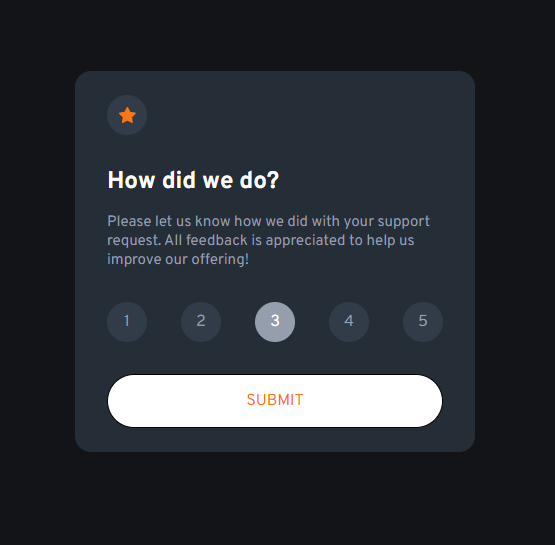 How did we do?
Please let us know how we did with your support
request. All feedback is appreciated to help us
improve our offering!
1 2 3 4 5
SUBMIT